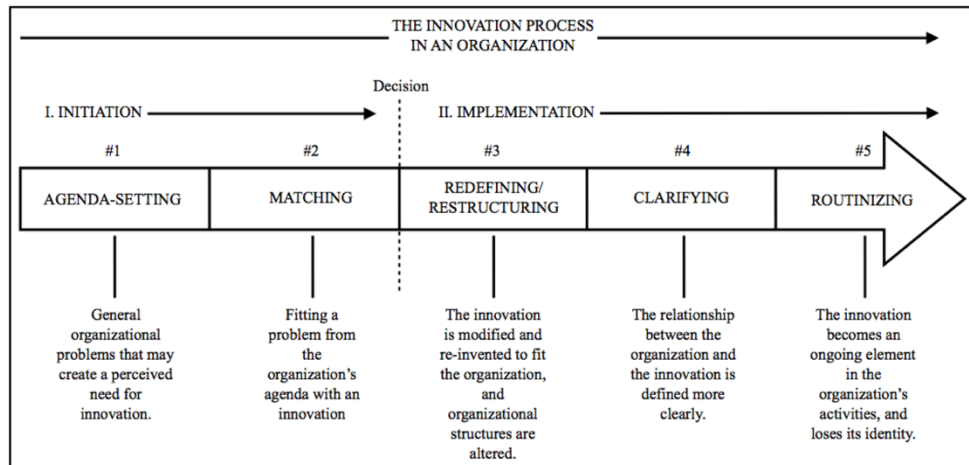 THE INNOVATION PROCESS
IN AN ORGANIZATION
Decision
I. INITIATION
II. IMPLEMENTATION
#1
#2
#3
#4
#5
AGENDA-SETTING
MATCHING
REDEFINING/
RESTRUCTURING
CLARIFYING
ROUTINIZING
General
organizational
problems that may
create a perceived
need for
innovation.
Fitting a
problem from
the
organization's
agenda with an
innovation
The innovation
is modified and
re-invented to fit
the organization,
and
organizational
structures are
altered.
The relationship
between the
organization and
the innovation is
defined more
clearly.
The innovation
becomes an
ongoing element
in the
organization's
activities, and
loses its identity.